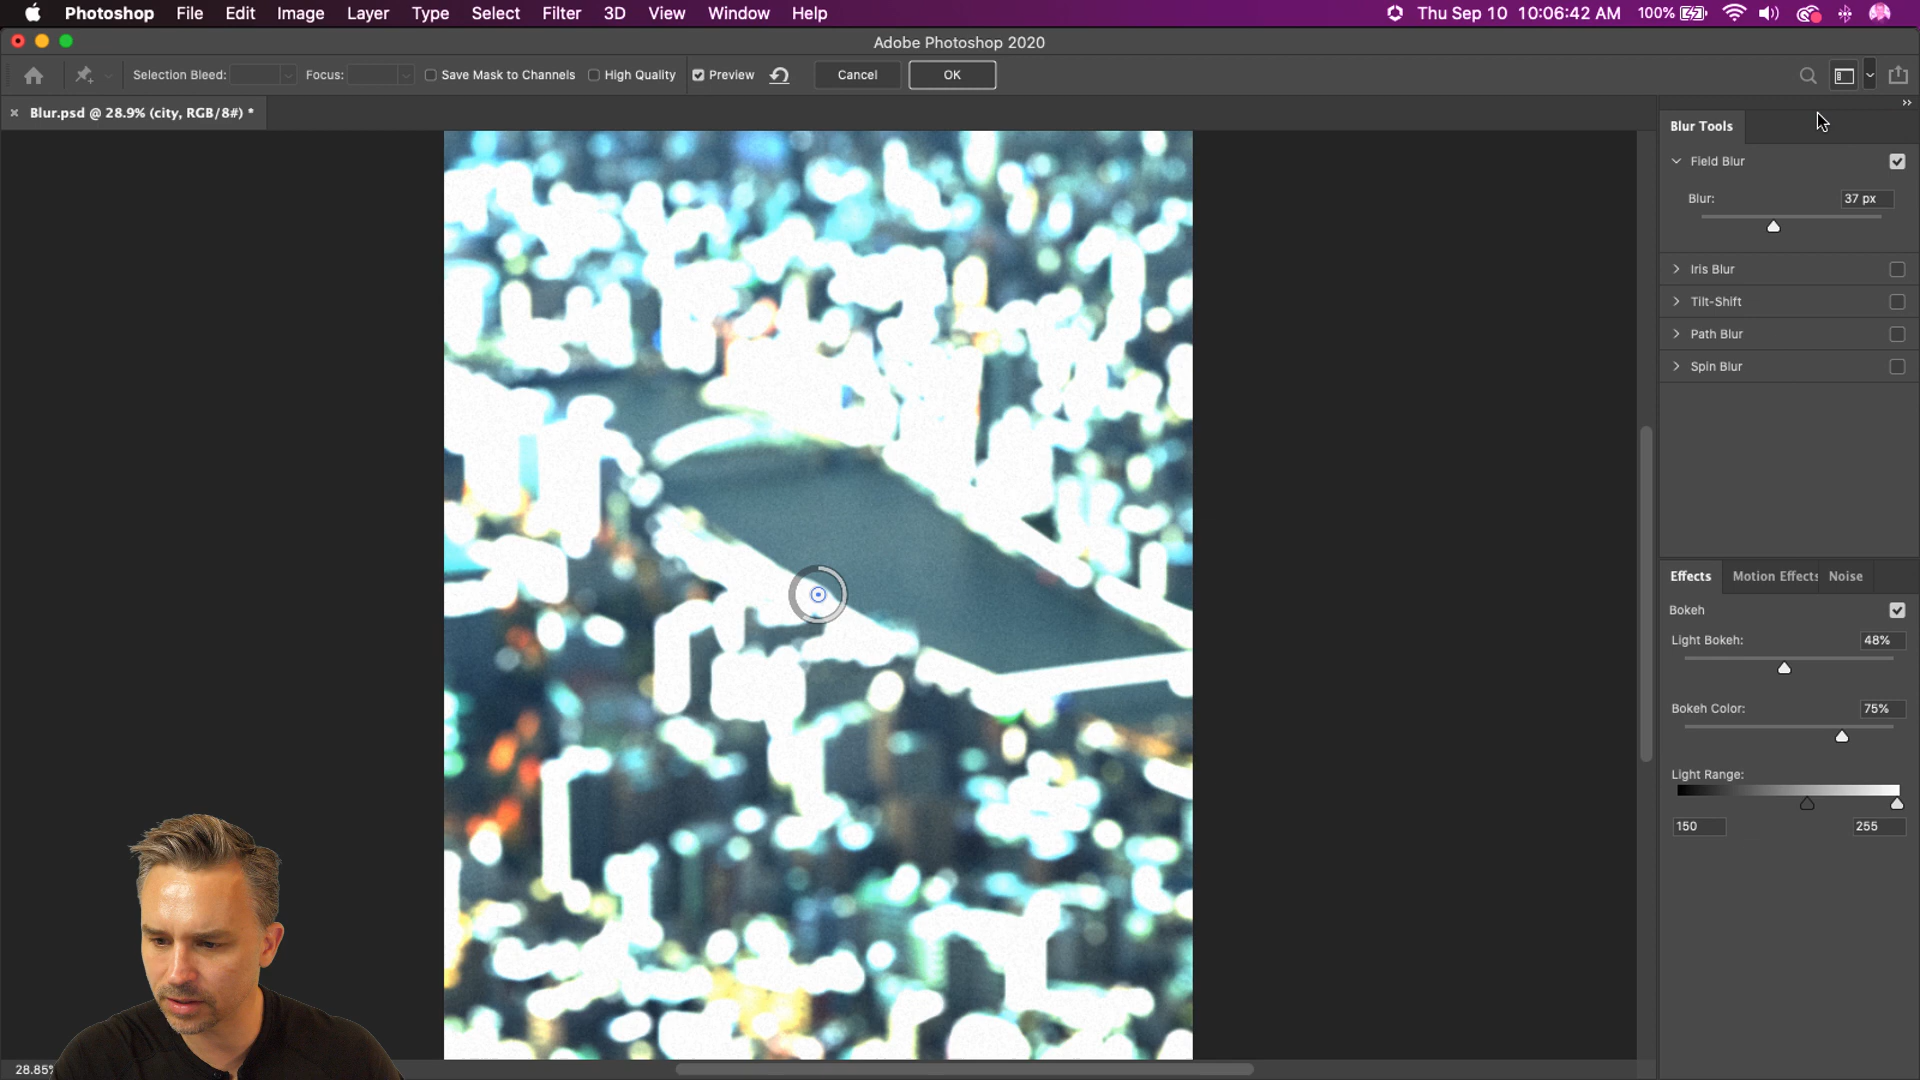 Photoshop File Edit Image Layer Type Select Filter 3D View Window Help Thu Sep 10 10:06:42 AM 100%
Adobe Photoshop 2020
Selection Bleed: Focus: Save Mask to Channels High Quality Preview Cancel OK
× Blur.psd @ 28.9% (city, RGB/8#) *
Blur Tools
Field Blur
Blur: 37 px
Iris Blur
Tilt-Shift
Path Blur
Spin Blur
Effects Motion Effects Noise
Bokeh
Light Bokeh: 48%
Bokeh Color: 75%
Light Range:
150 255
28.85%